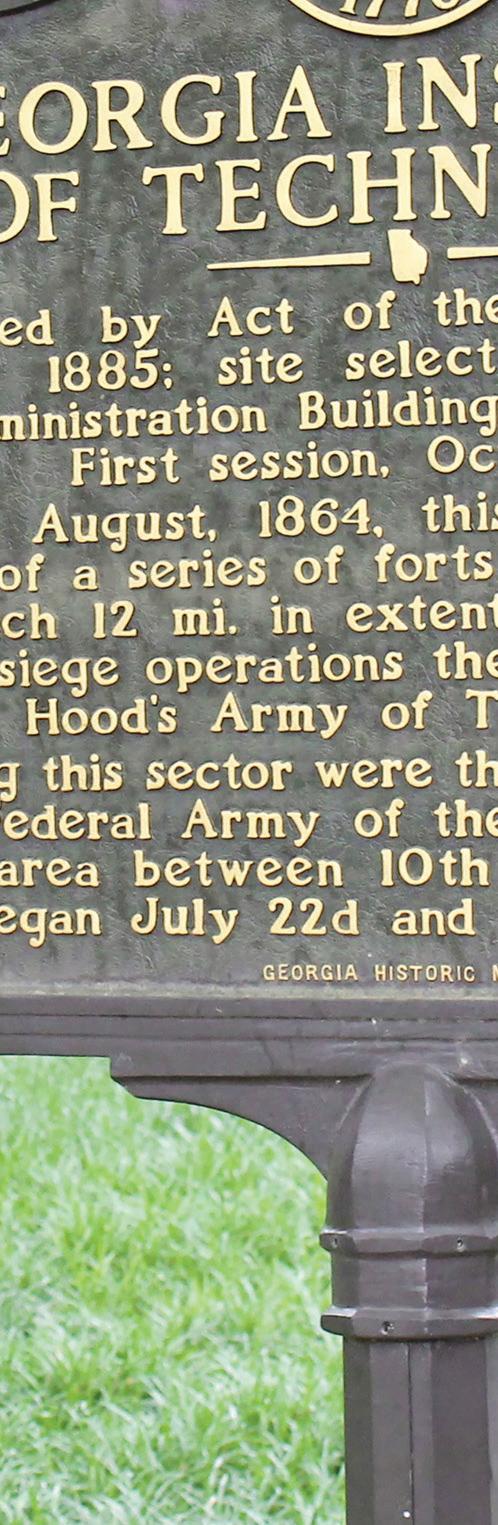 1776
EORGIA INS
OF TECHN
ed by Act of the
1885; site select
ministration Building
First session, Oc
August, 1864, this
of a series of forts
ch 12 mi. in extent
siege operations the
Hood's Army of T
g this sector were th
ederal Army of the
area between 10th
egan July 22d and
GEORGIA HISTORIC M